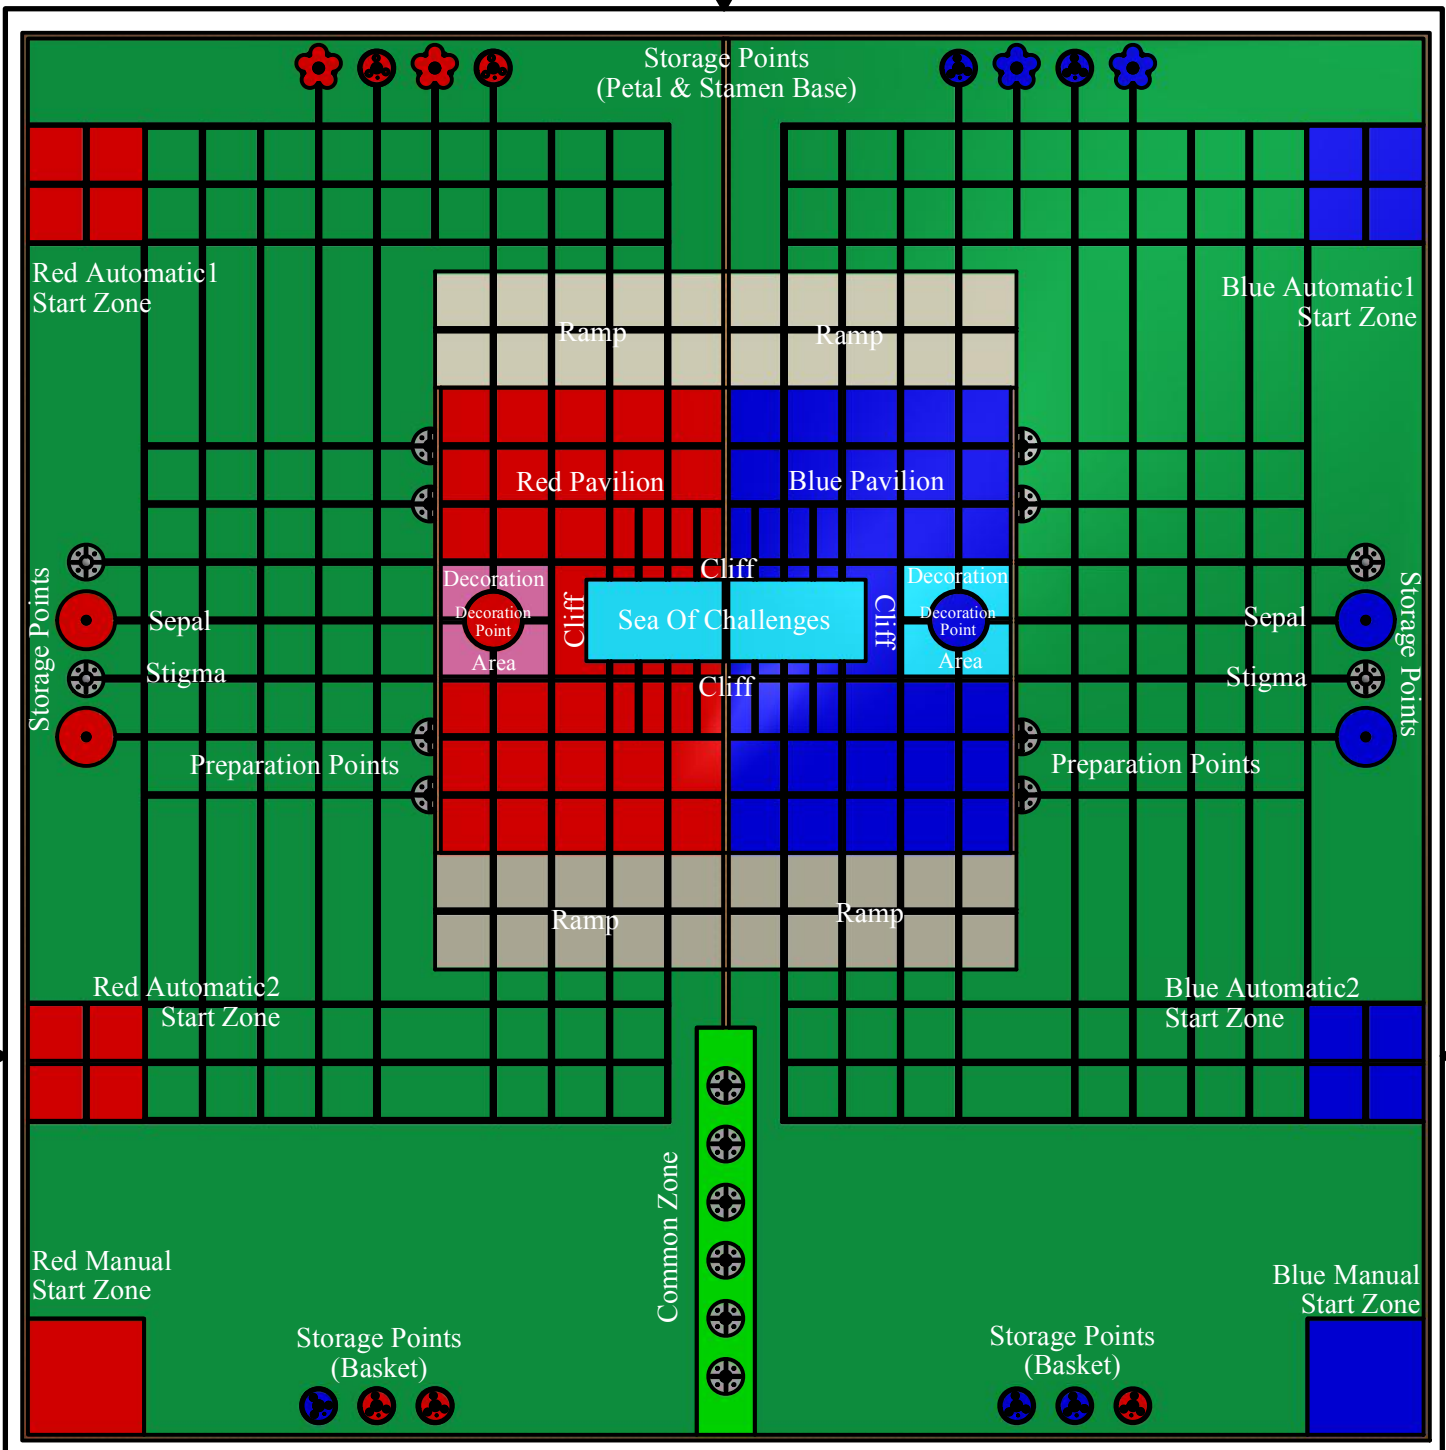 Storage Points
(Petal & Stamen Base)
Red Automatic1
Start Zone
Blue Automatic1
Start Zone
Ramp
Ramp
Red Pavilion
Blue Pavilion
Storage Points
Sepal
Stigma
Preparation Points
Decoration
Decoration
Point
Area
Cliff
Cliff
Sea Of Challenges
Cliff
Cliff
Decoration
Decoration
Point
Area
Sepal
Stigma
Storage Points
Preparation Points
Ramp
Ramp
Red Automatic2
Start Zone
Blue Automatic2
Start Zone
Common Zone
Red Manual
Start Zone
Blue Manual
Start Zone
Storage Points
(Basket)
Storage Points
(Basket)